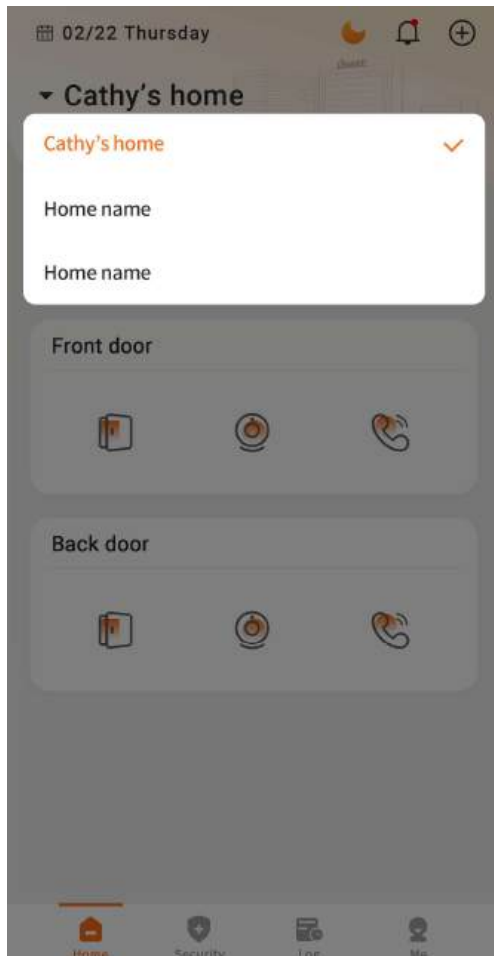 02/22 Thursday
Cathy's home
Cathy's home
Home name
Home name
Front door
Back door
Home
Security
Log
Me